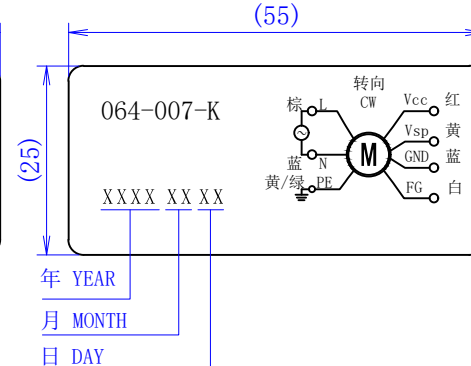 (55)
(25)
064-007-K
转向
CW
棕 L
蓝 N
黄/绿 PE
M
Vcc 红
Vsp 黄
GND 蓝
FG 白
XXXX XX XX
年 YEAR
月 MONTH
日 DAY